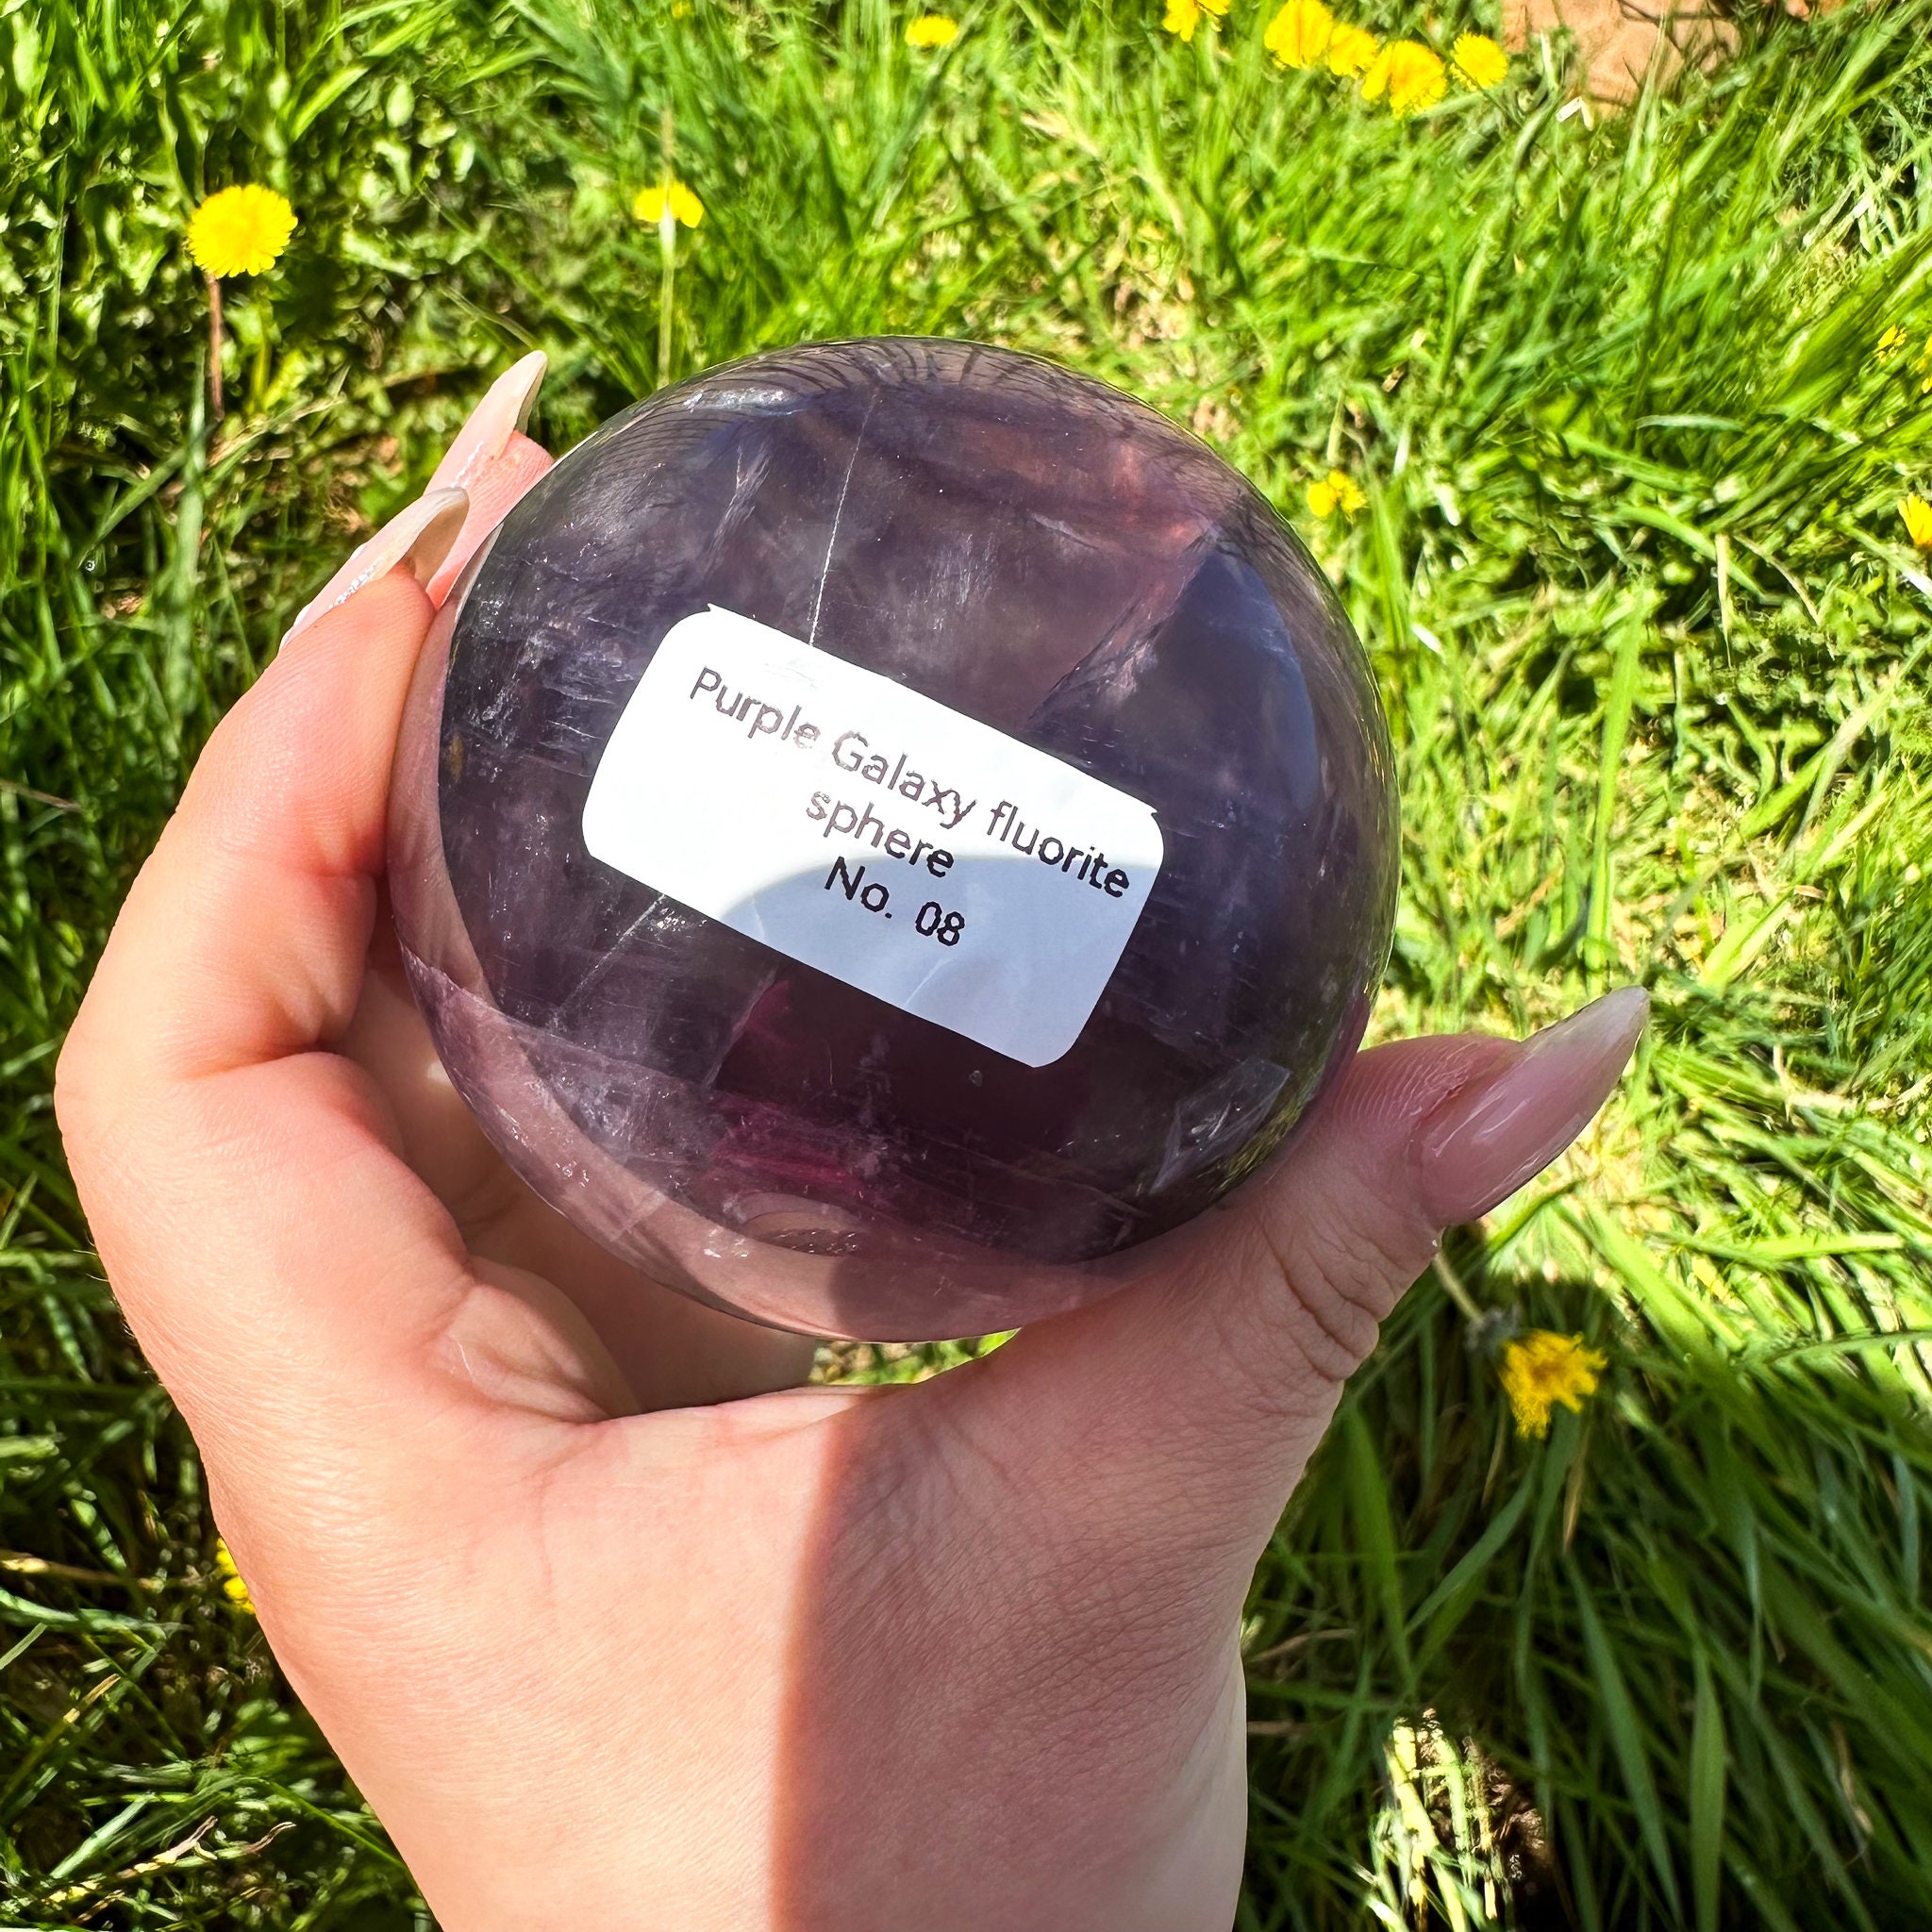 Purple Galaxy fluorite
sphere
No. 08